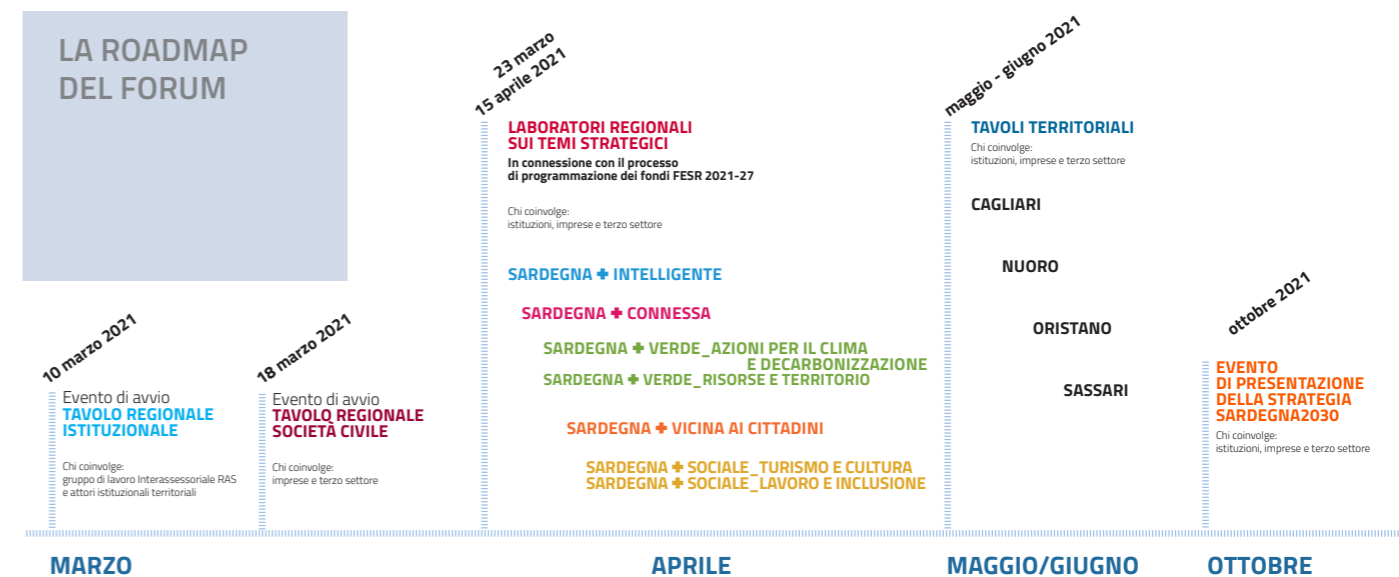 LA ROADMAP
DEL FORUM
10 marzo 2021
Evento di avvio
TAVOLO REGIONALE
ISTITUZIONALE
Chi coinvolge:
gruppo di lavoro Interassessoriale RAS
e attori istituzionali territoriali
18 marzo 2021
Evento di avvio
TAVOLO REGIONALE
SOCIETÀ CIVILE
Chi coinvolge:
imprese e terzo settore
23 marzo
15 aprile 2021
LABORATORI REGIONALI
SUI TEMI STRATEGICI
In connessione con il processo
di programmazione dei fondi FESR 2021-27
Chi coinvolge:
istituzioni, imprese e terzo settore
SARDEGNA + INTELLIGENTE
SARDEGNA + CONNESSA
SARDEGNA + VERDE_AZIONI PER IL CLIMA
E DECARBONIZZAZIONE
SARDEGNA + VERDE_RISORSE E TERRITORIO
SARDEGNA + VICINA AI CITTADINI
SARDEGNA + SOCIALE_TURISMO E CULTURA
SARDEGNA + SOCIALE_LAVORO E INCLUSIONE
maggio - giugno 2021
TAVOLI TERRITORIALI
Chi coinvolge:
istituzioni, imprese e terzo settore
CAGLIARI
NUORO
ORISTANO
SASSARI
ottobre 2021
EVENTO
DI PRESENTAZIONE
DELLA STRATEGIA
SARDEGNA2030
Chi coinvolge:
istituzioni, imprese e terzo settore
MARZO
APRILE
MAGGIO/GIUGNO
OTTOBRE